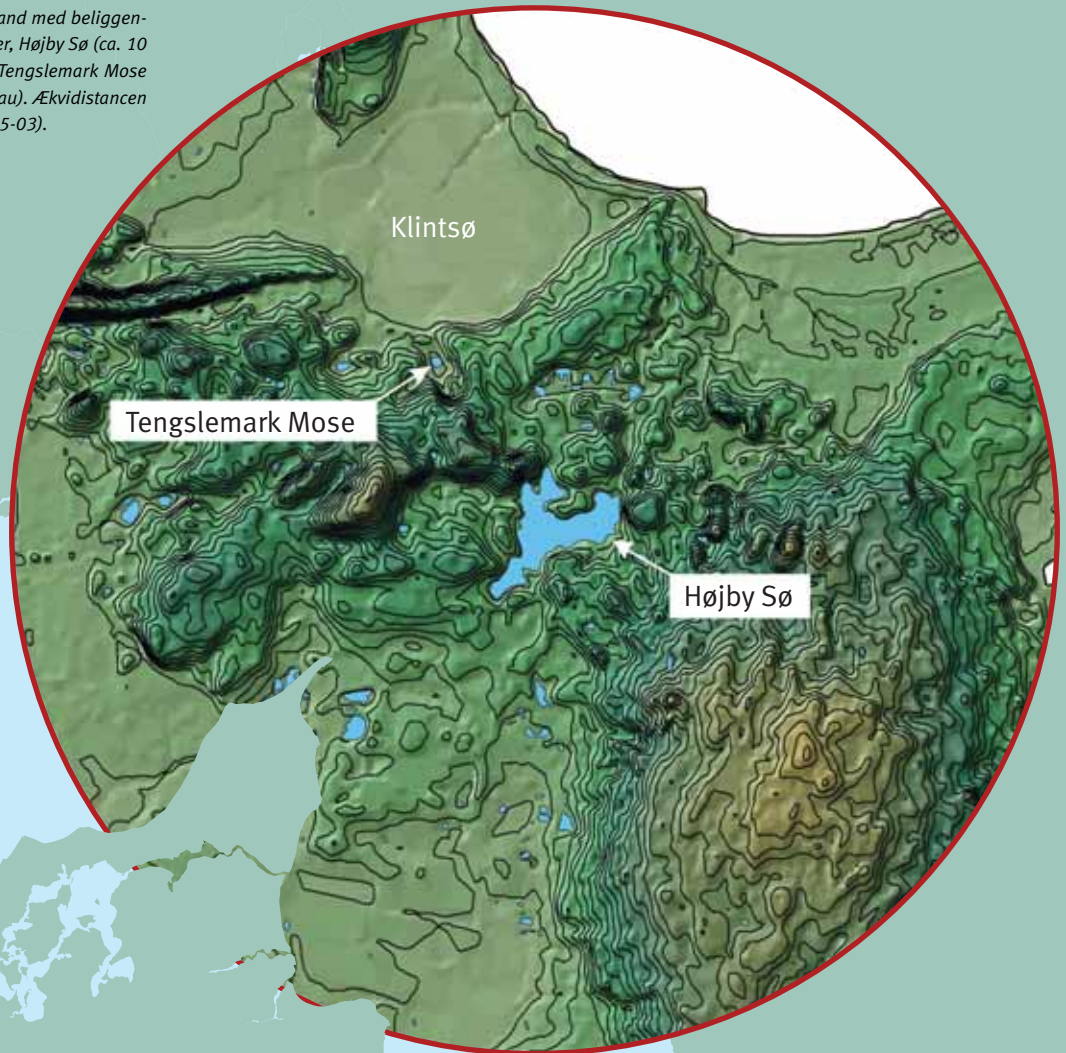 and med beliggen-
er, Højby Sø (ca. 10
Tengslemark Mose
au). Ækvidistancen
5-03).
Klintsø
Tengslemark Mose
Højby Sø